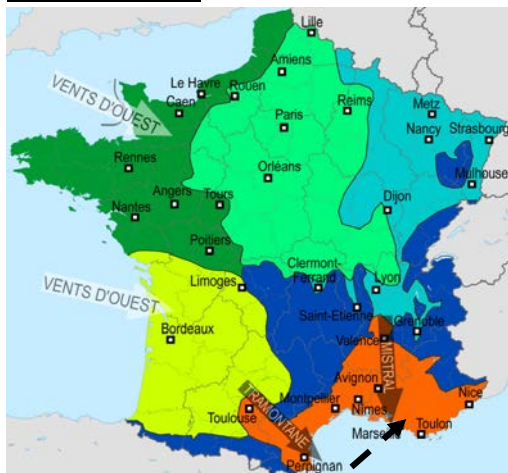 Lille
Amiens
VENTS D'OUEST
Le Havre
Rouen
Caen
Reims
Metz
Paris
Nancy
Strasbourg
Rennes
Orléans
Mulhouse
Angers
Tours
Dijon
Nantes
Poitiers
Clermont-
Ferrand
Limoges
Lyon
VENTS D'OUEST
Saint-Etienne
Grenoble
Bordeaux
Valence
MISTRAL
Avignon
TRAMONTANE
Montpellier
Nice
Toulouse
Nimes
Toulon
Marseille
Perpignan